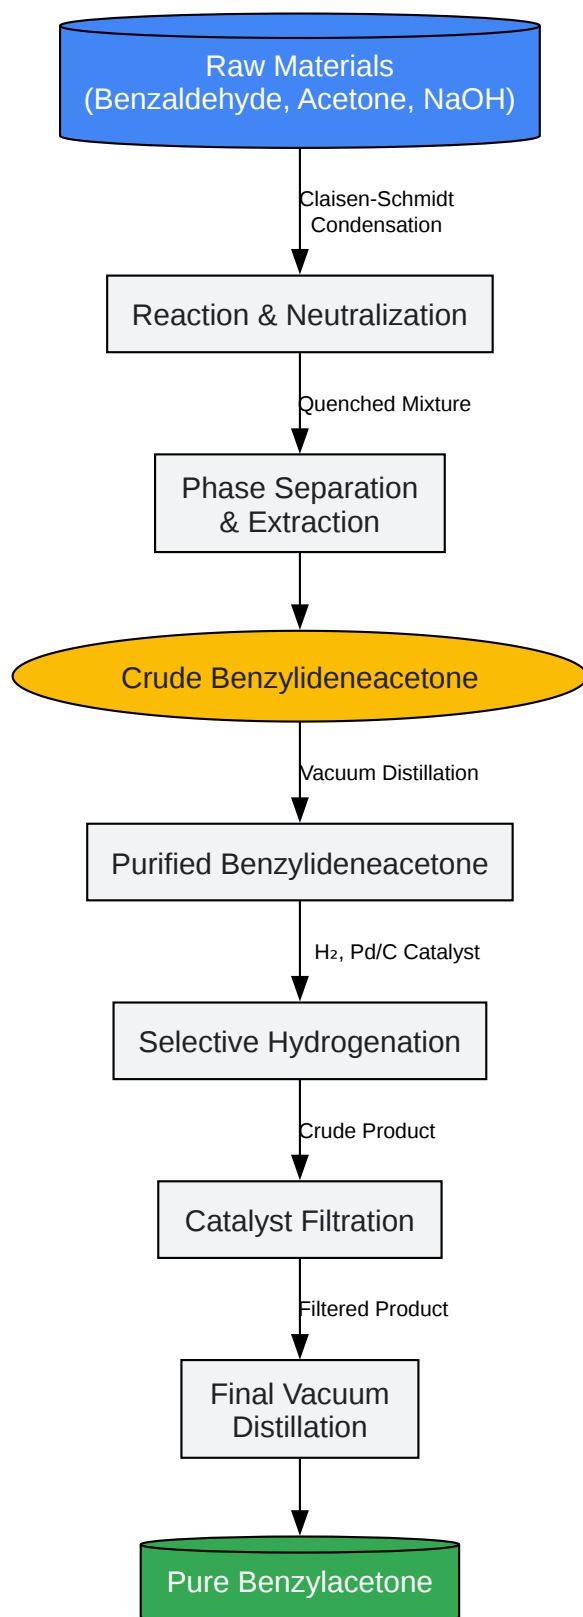 Raw Materials
(Benzaldehyde, Acetone, NaOH)
Claisen-Schmidt
Condensation
Reaction & Neutralization
Quenched Mixture
Phase Separation
& Extraction
Crude Benzylideneacetone
Vacuum Distillation
Purified Benzylideneacetone
H₂, Pd/C Catalyst
Selective Hydrogenation
Crude Product
Catalyst Filtration
Filtered Product
Final Vacuum
Distillation
Pure Benzylacetone